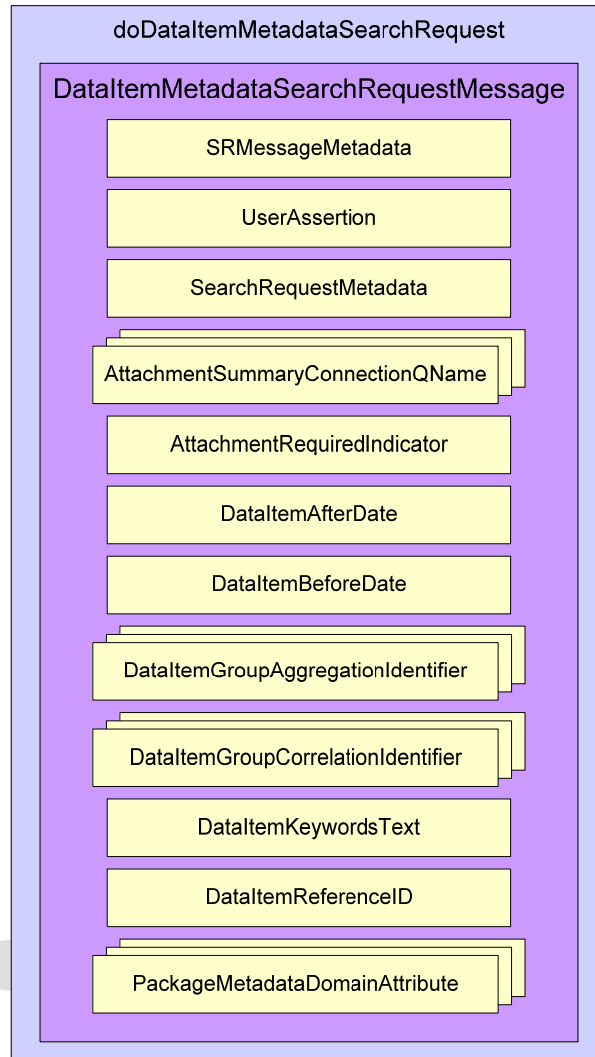 doDataItemMetadataSearchRequest
DataItemMetadataSearchRequestMessage
SRMessageMetadata
UserAssertion
SearchRequestMetadata
AttachmentSummaryConnectionQName
AttachmentRequiredIndicator
DataItemAfterDate
DataItemBeforeDate
DataItemGroupAggregationIdentifier
DataItemGroupCorrelationIdentifier
DataItemKeywordsText
DataItemReferenceID
PackageMetadataDomainAttribute